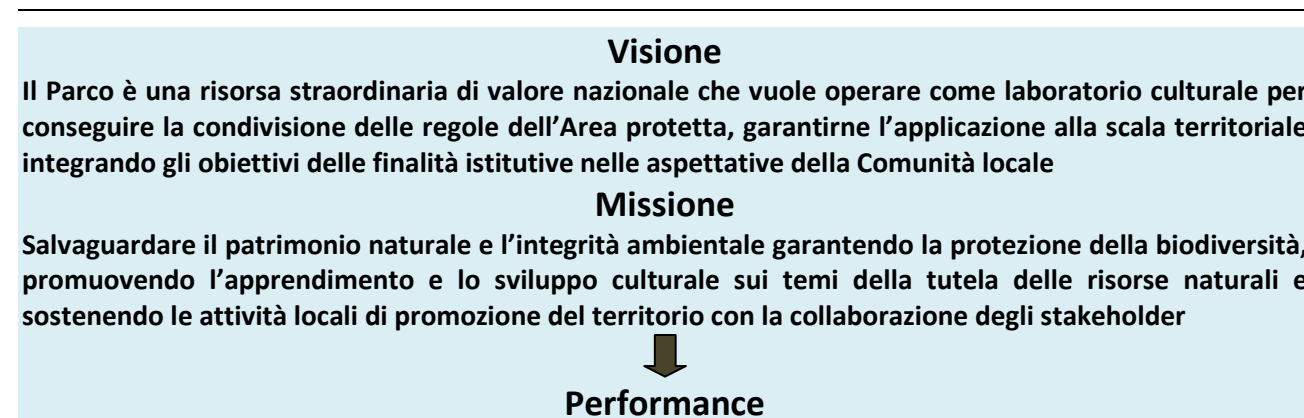 Visione
Il Parco è una risorsa straordinaria di valore nazionale che vuole operare come laboratorio culturale per
conseguire la condivisione delle regole dell’Area protetta, garantirne l’applicazione alla scala territoriale
integrando gli obiettivi delle finalità istitutive nelle aspettative della Comunità locale
Missione
Salvaguardare il patrimonio naturale e l’integrità ambientale garantendo la protezione della biodiversità,
promuovendo l’apprendimento e lo sviluppo culturale sui temi della tutela delle risorse naturali e
sostenendo le attività locali di promozione del territorio con la collaborazione degli stakeholder
Performance